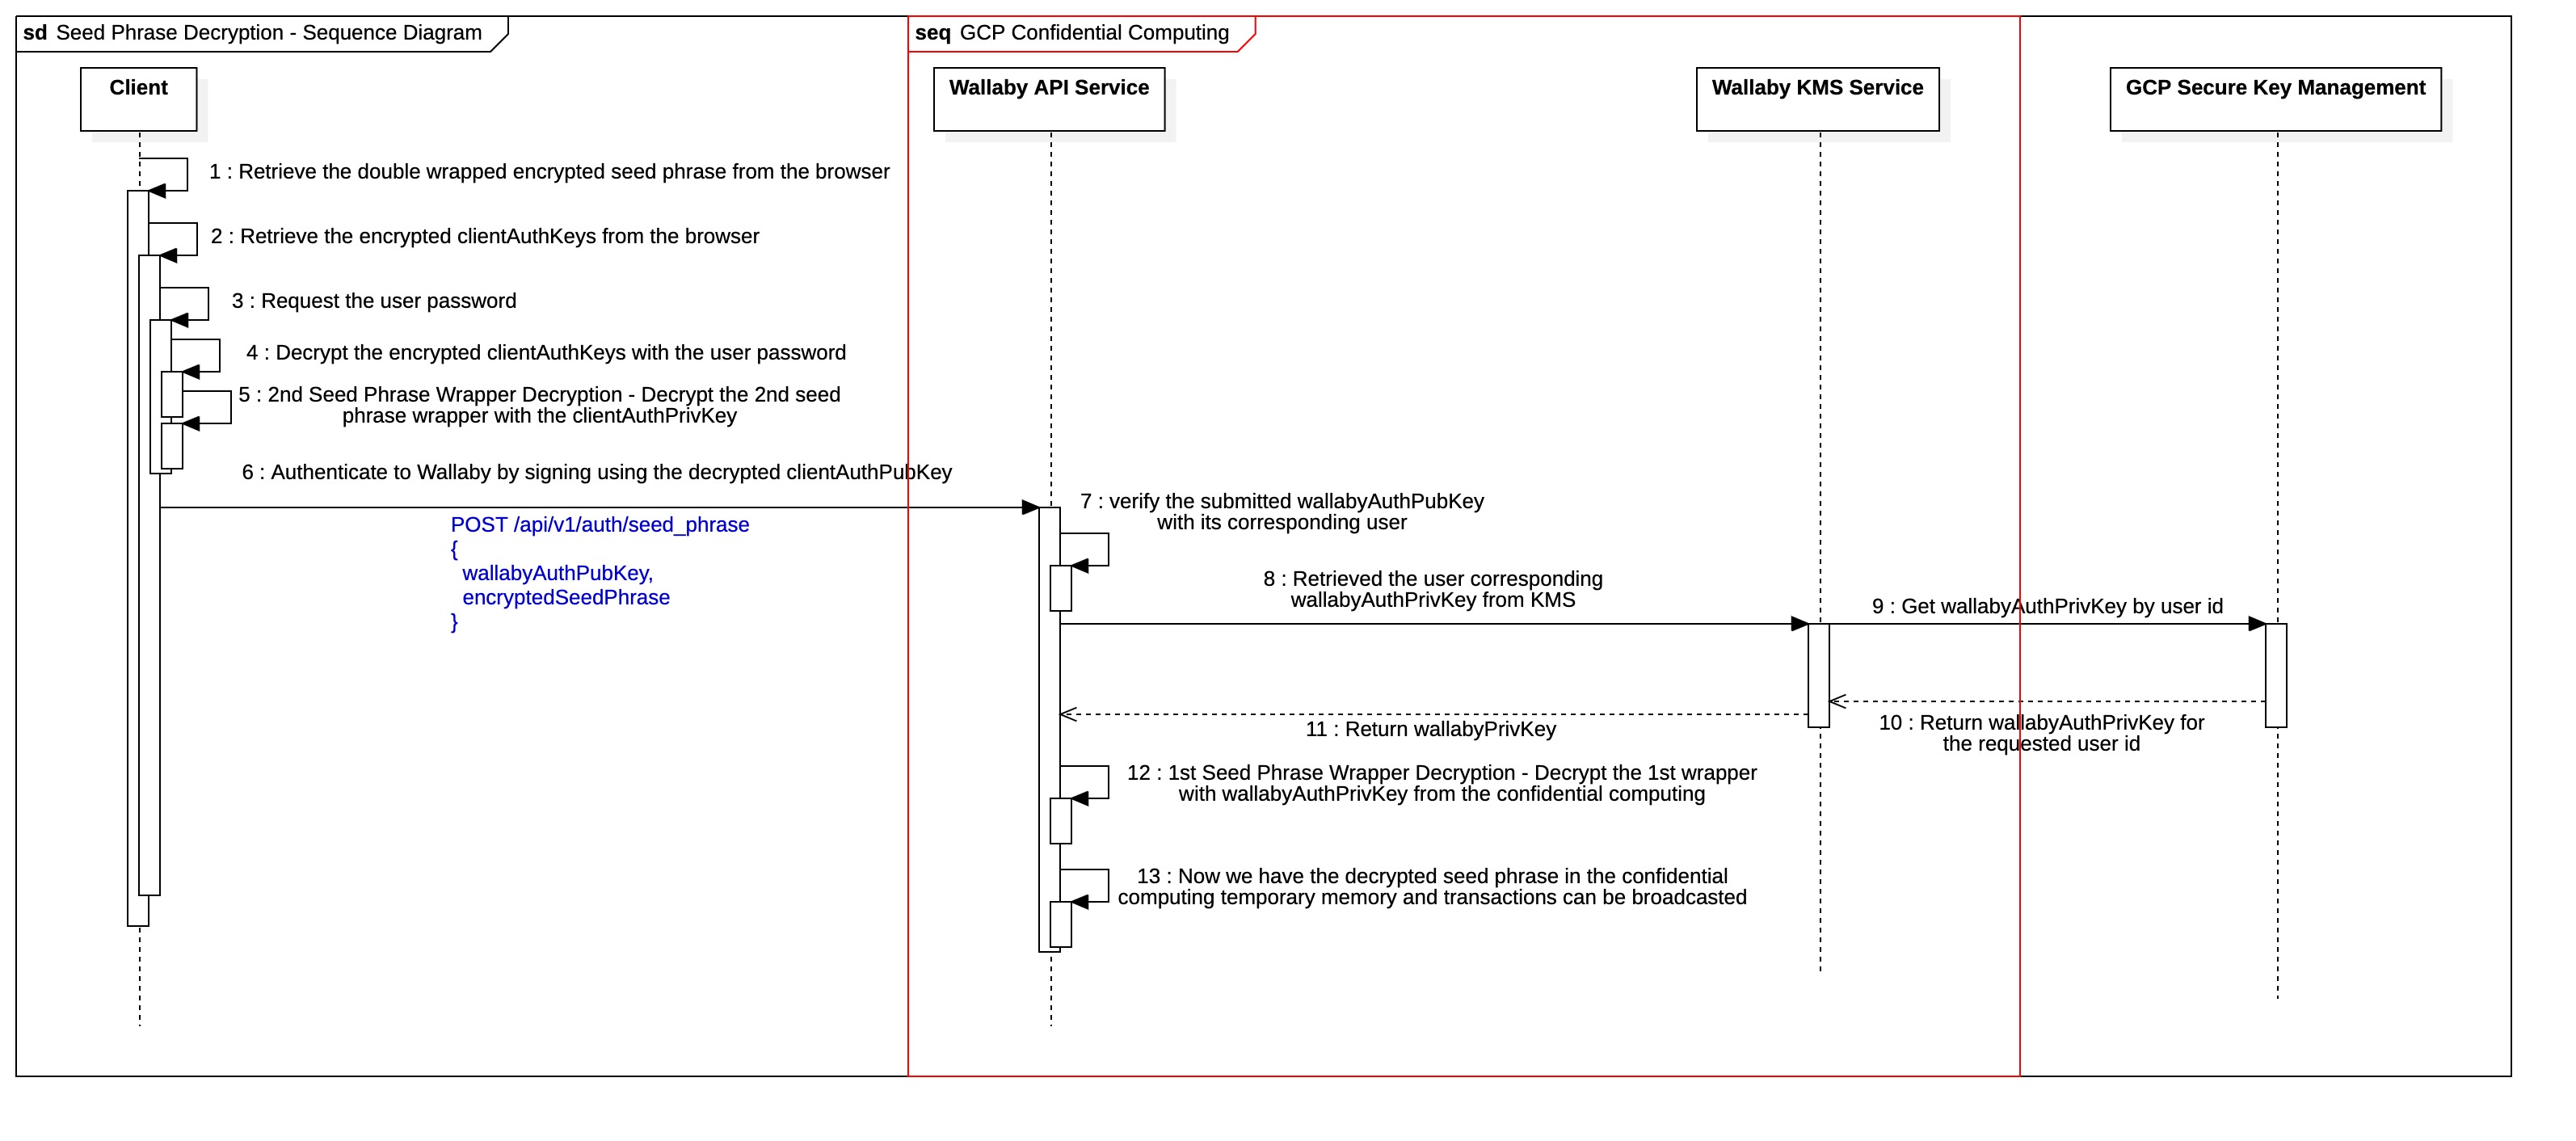 sd Seed Phrase Decryption - Sequence Diagram
seq GCP Confidential Computing
Client
Wallaby API Service
Wallaby KMS Service
GCP Secure Key Management
1 : Retrieve the double wrapped encrypted seed phrase from the browser
2 : Retrieve the encrypted clientAuthKeys from the browser
3 : Request the user password
4 : Decrypt the encrypted clientAuthKeys with the user password
5 : 2nd Seed Phrase Wrapper Decryption - Decrypt the 2nd seed
phrase wrapper with the clientAuthPrivKey
6 : Authenticate to Wallaby by signing using the decrypted clientAuthPubKey
POST /api/v1/auth/seed_phrase
{
wallabyAuthPubKey,
encryptedSeedPhrase
}
7 : verify the submitted wallabyAuthPubKey
with its corresponding user
8 : Retrieved the user corresponding
wallabyAuthPrivKey from KMS
9 : Get wallabyAuthPrivKey by user id
10 : Return wallabyAuthPrivKey for
the requested user id
11 : Return wallabyPrivKey
12 : 1st Seed Phrase Wrapper Decryption - Decrypt the 1st wrapper
with wallabyAuthPrivKey from the confidential computing
13 : Now we have the decrypted seed phrase in the confidential
computing temporary memory and transactions can be broadcasted